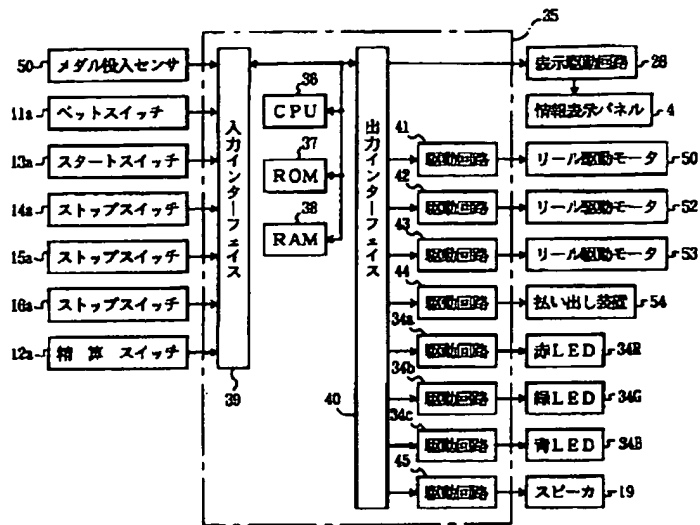 35
50 メダル投入センサ
11a ベットスイッチ
13a スタートスイッチ
14a ストップスイッチ
15a ストップスイッチ
16a ストップスイッチ
12a 精算 スイッチ
入力インターフェイス
39
36
CPU
37
ROM
38
RAM
出力インターフェイス
40
表示駆動回路 28
情報表示パネル 4
41
駆動回路 リール駆動モータ 50
42
駆動回路 リール駆動モータ 52
43
駆動回路 リール駆動モータ 53
44
駆動回路 払い出し装置 54
34a
駆動回路 赤LED 34R
34b
駆動回路 緑LED 34G
34c
駆動回路 青LED 34B
45
駆動回路 スピーカ 19